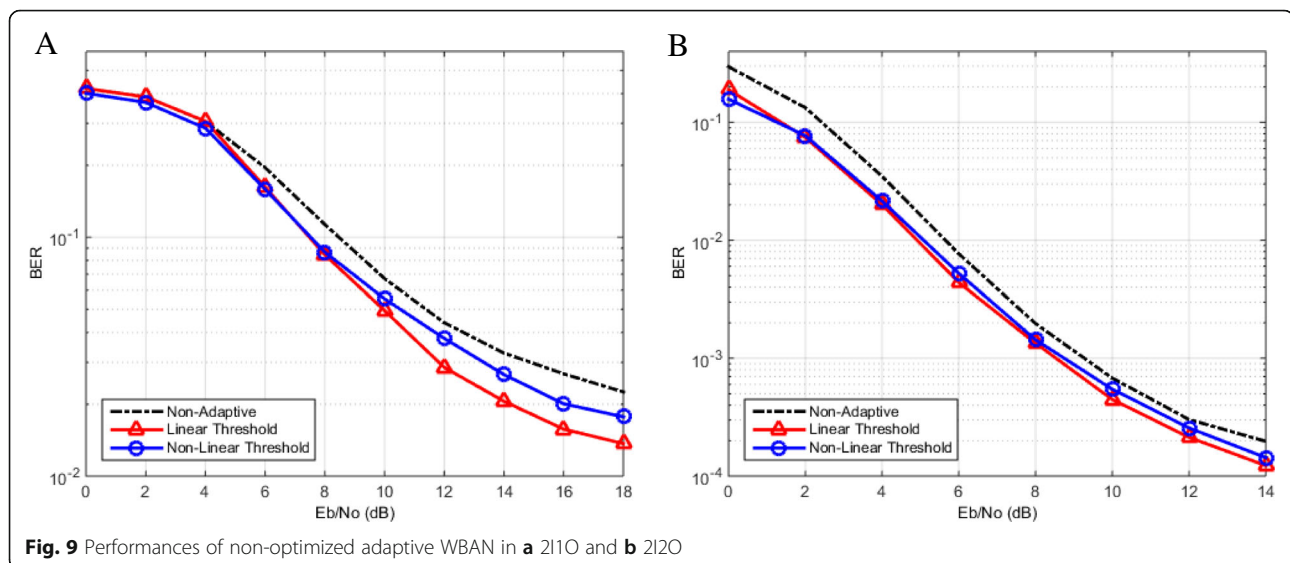 A
BER
10^-1
10^-2
Non-Adaptive
Linear Threshold
Non-Linear Threshold
0 2 4 6 8 10 12 14 16 18
Eb/No (dB)
B
BER
10^-1
10^-2
10^-3
10^-4
Non-Adaptive
Linear Threshold
Non-Linear Threshold
0 2 4 6 8 10 12 14
Eb/No (dB)
Fig. 9 Performances of non-optimized adaptive WBAN in a 2I1O and b 2I2O